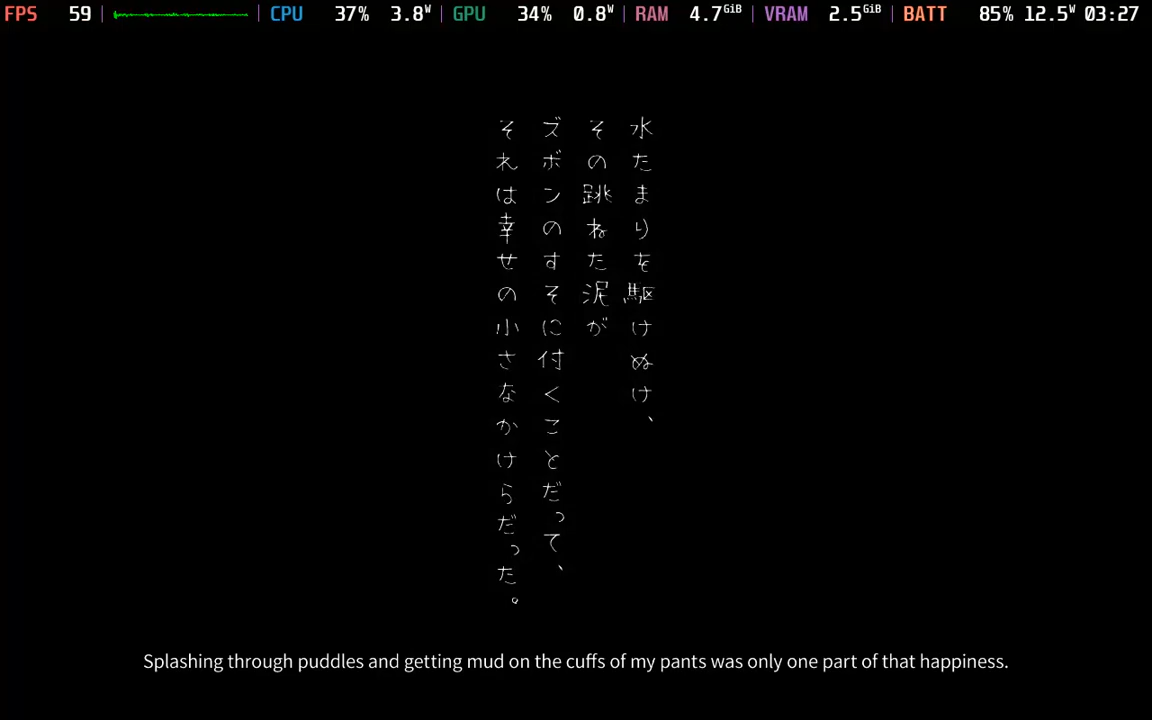 FPS 59 CPU 37% 3.8W GPU 34% 0.8W RAM 4.7GiB VRAM 2.5GiB BATT 85% 12.5W 03:27
水たまりを駆けぬけ、
その跳ねた泥が
ズボンのすそに付くことだって、
それは幸せの小さなかけらだった。
Splashing through puddles and getting mud on the cuffs of my pants was only one part of that happiness.